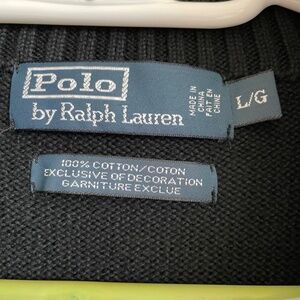 Polo
by Ralph Lauren
MADE IN
CHINA
FAIT EN
CHINE
L/G
100% COTTON/COTON
EXCLUSIVE OF DECORATION
GARNITURE EXCLUE